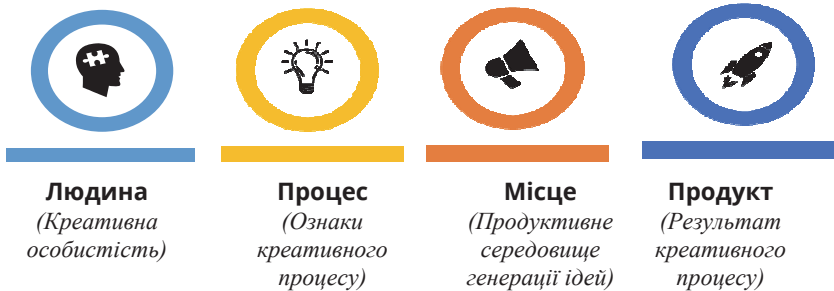 Людина
(Креативна
особистість)
Процес
(Ознаки
креативного
процесу)
Місце
(Продуктивне
середовище
генерації ідей)
Продукт
(Результат
креативного
процесу)